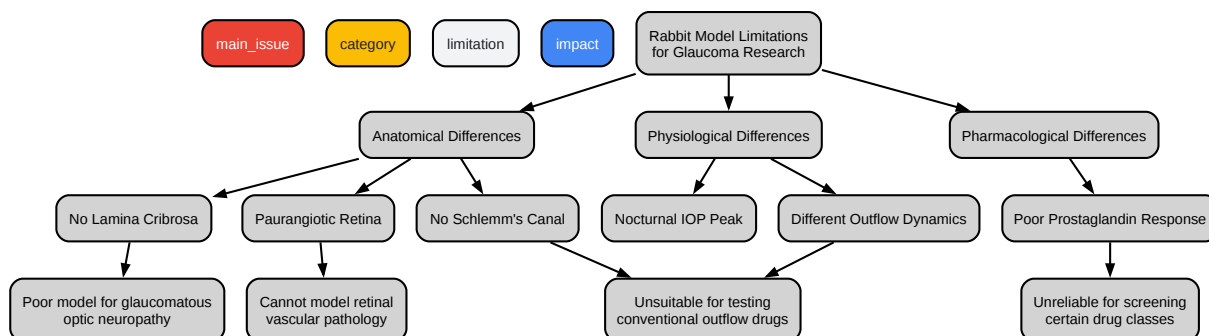 main_issue
category
limitation
impact
Rabbit Model Limitations
for Glaucoma Research
Anatomical Differences
Physiological Differences
Pharmacological Differences
No Lamina Cribrosa
Paurangiotic Retina
No Schlemm's Canal
Nocturnal IOP Peak
Different Outflow Dynamics
Poor Prostaglandin Response
Poor model for glaucomatous
optic neuropathy
Cannot model retinal
vascular pathology
Unsuitable for testing
conventional outflow drugs
Unreliable for screening
certain drug classes